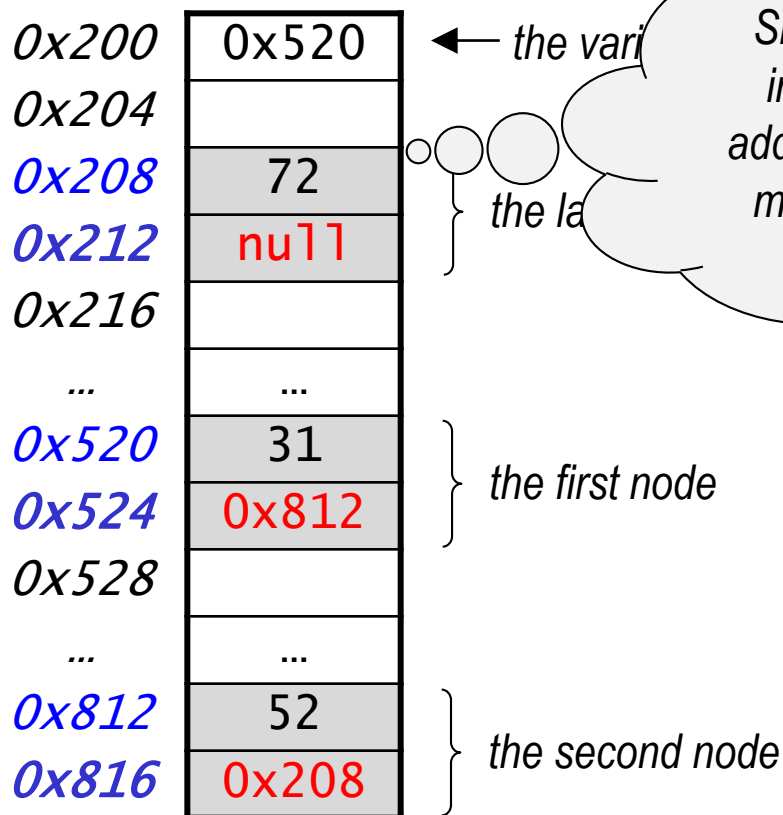 0x200 0x520 the vari
0x204
0x208 72
0x212 null the la
0x216
... ...
0x520 31
0x524 0x812 the first node
0x528
... ...
0x812 52
0x816 0x208 the second node